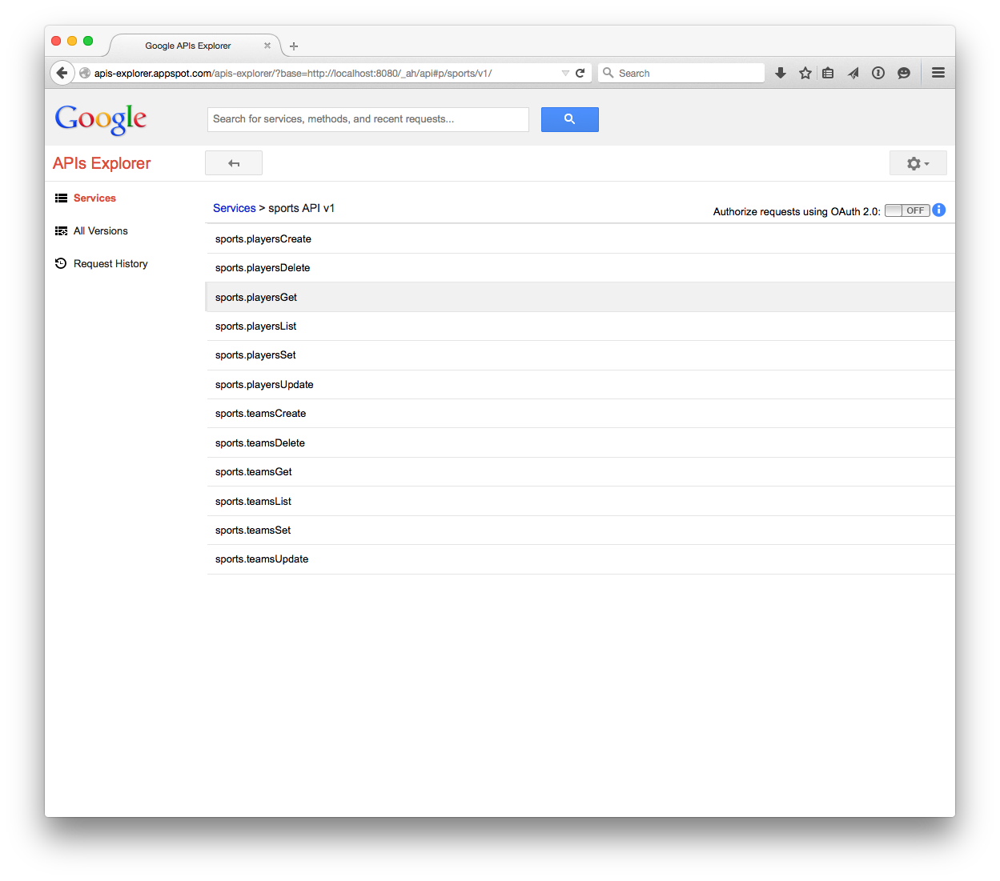 Google APIs Explorer
apis-explorer.appspot.com/apis-explorer/?base=http://localhost:8080/_ah/api#p/sports/v1/
Search
Google
Search for services, methods, and recent requests...
APIs Explorer
Services
All Versions
Request History
Services > sports API v1
Authorize requests using OAuth 2.0: OFF
sports.playersCreate
sports.playersDelete
sports.playersGet
sports.playersList
sports.playersSet
sports.playersUpdate
sports.teamsCreate
sports.teamsDelete
sports.teamsGet
sports.teamsList
sports.teamsSet
sports.teamsUpdate